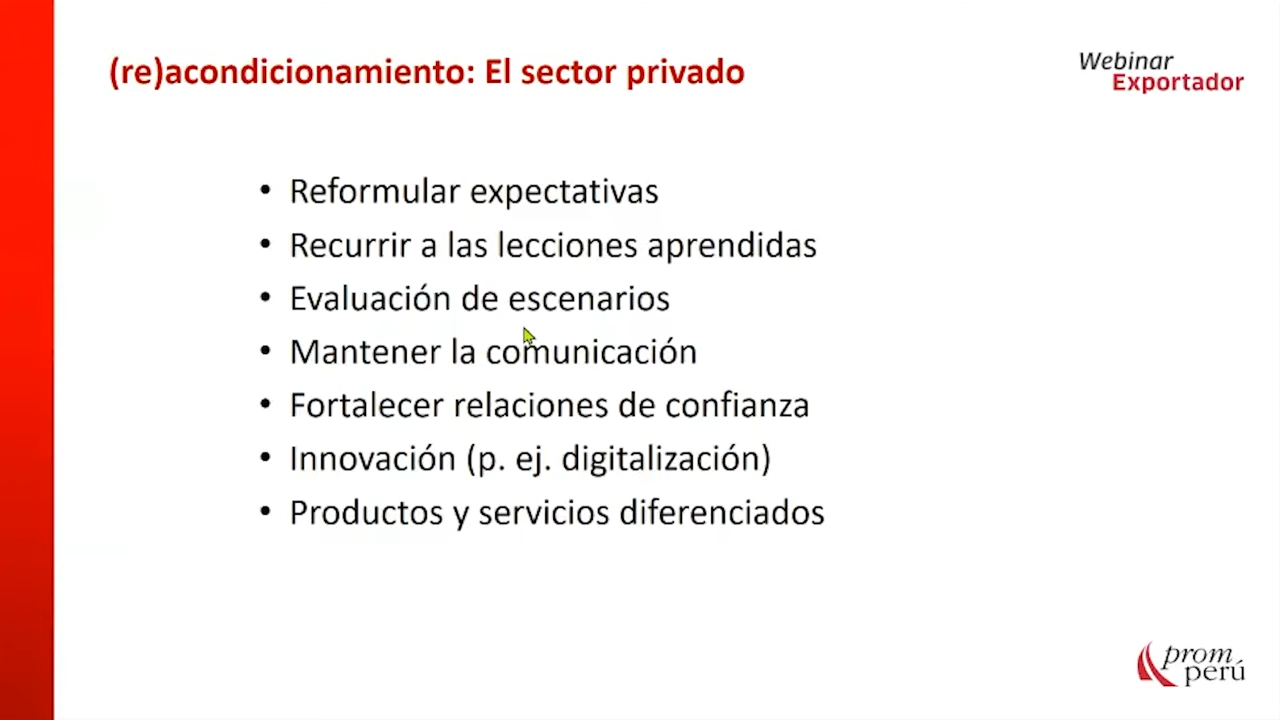 (re)acondicionamiento: El sector privado
Webinar
Exportador
• Reformular expectativas
• Recurrir a las lecciones aprendidas
• Evaluación de escenarios
• Mantener la comunicación
• Fortalecer relaciones de confianza
• Innovación (p. ej. digitalización)
• Productos y servicios diferenciados
prom
perú